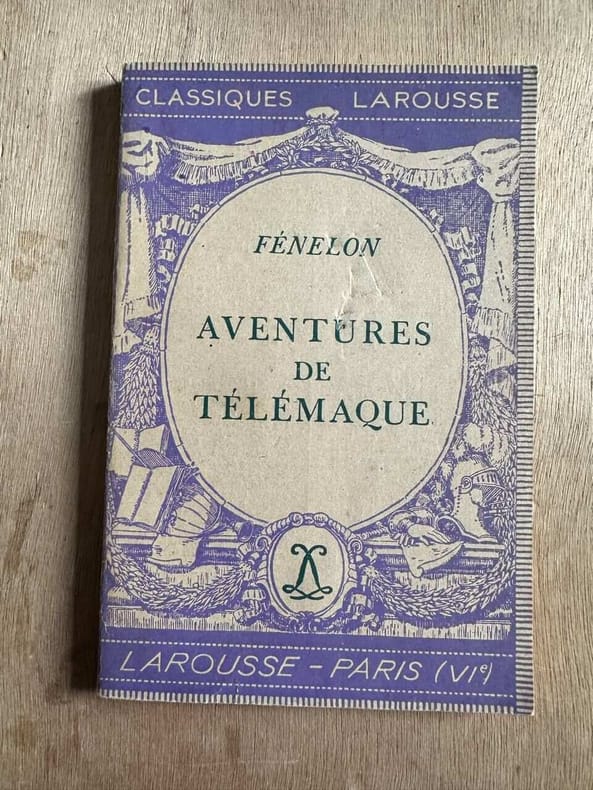 CLASSIQUES LAROUSSE
FÉNELON
AVENTURES
DE
TÉLÉMAQUE
LAROUSSE – PARIS (VIe)